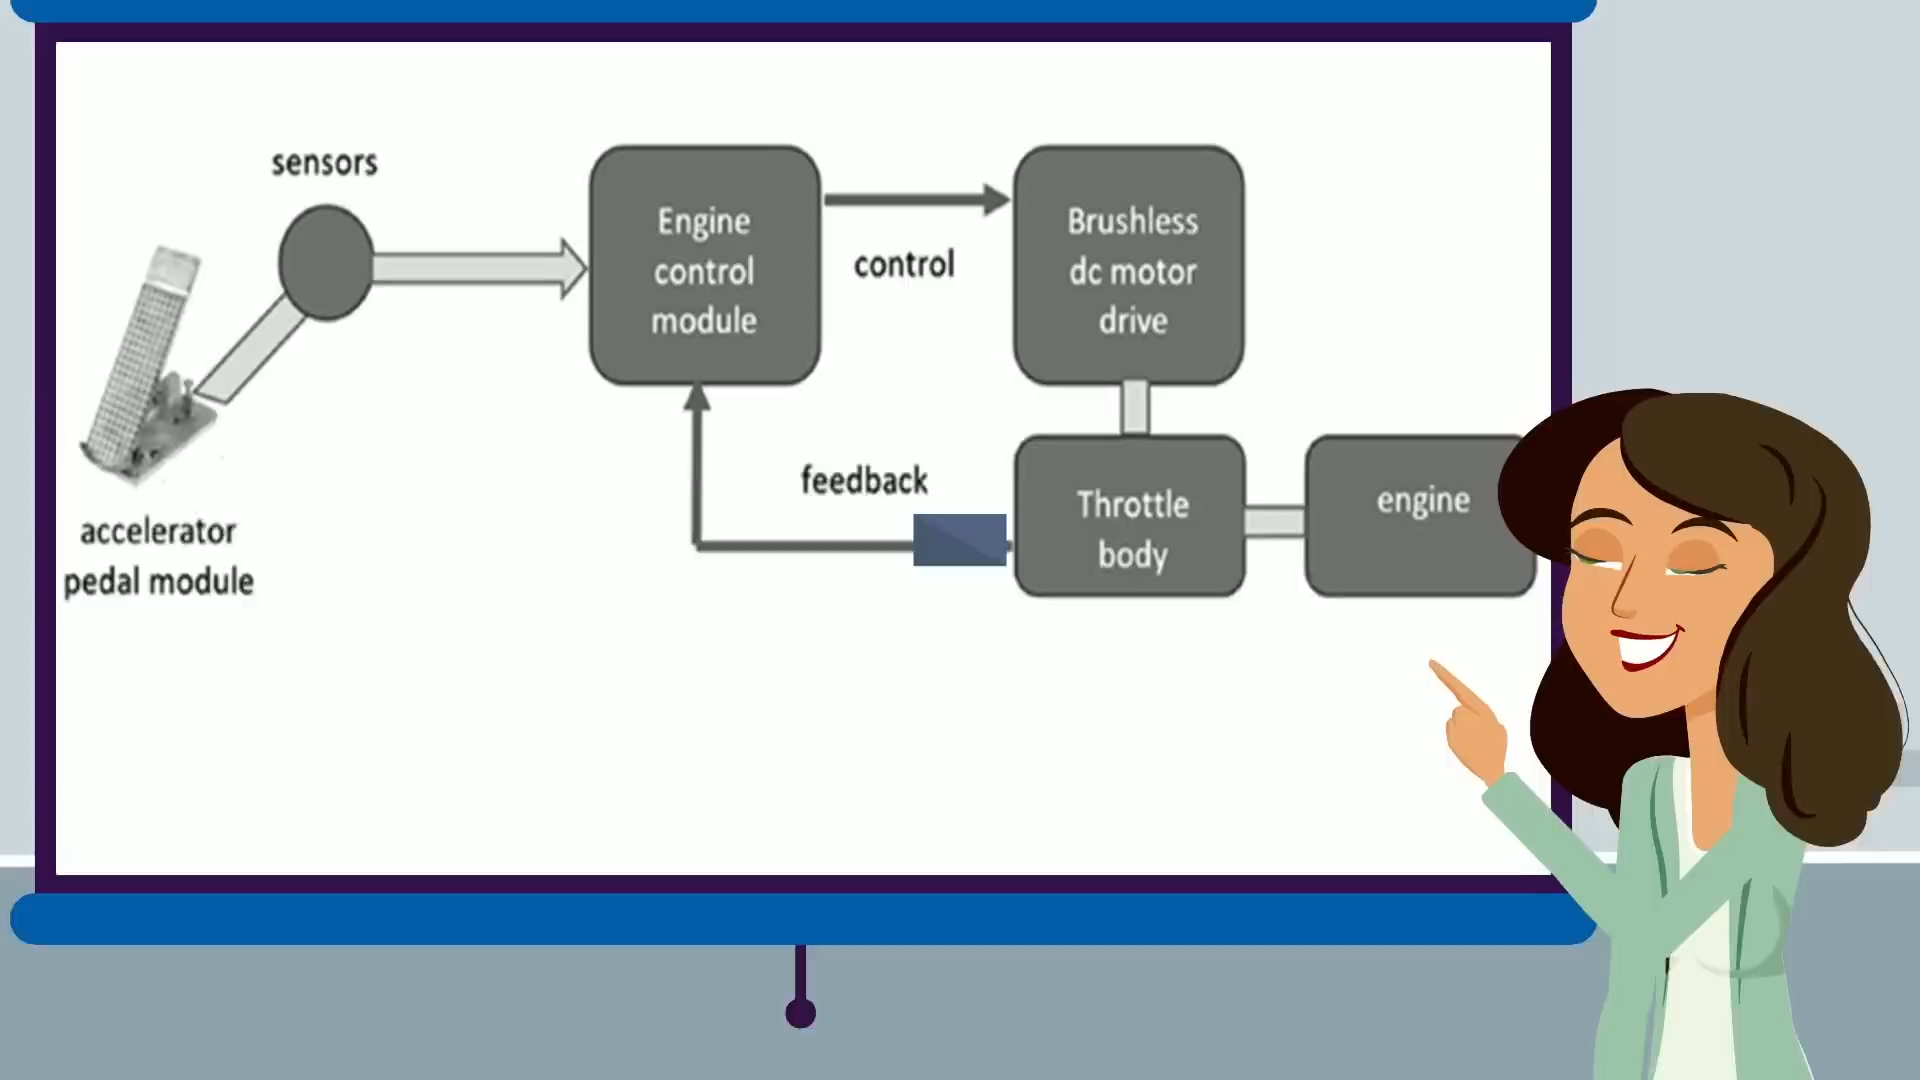 sensors
Engine
control
module
control
Brushless
dc motor
drive
feedback
Throttle
body
engine
accelerator
pedal module